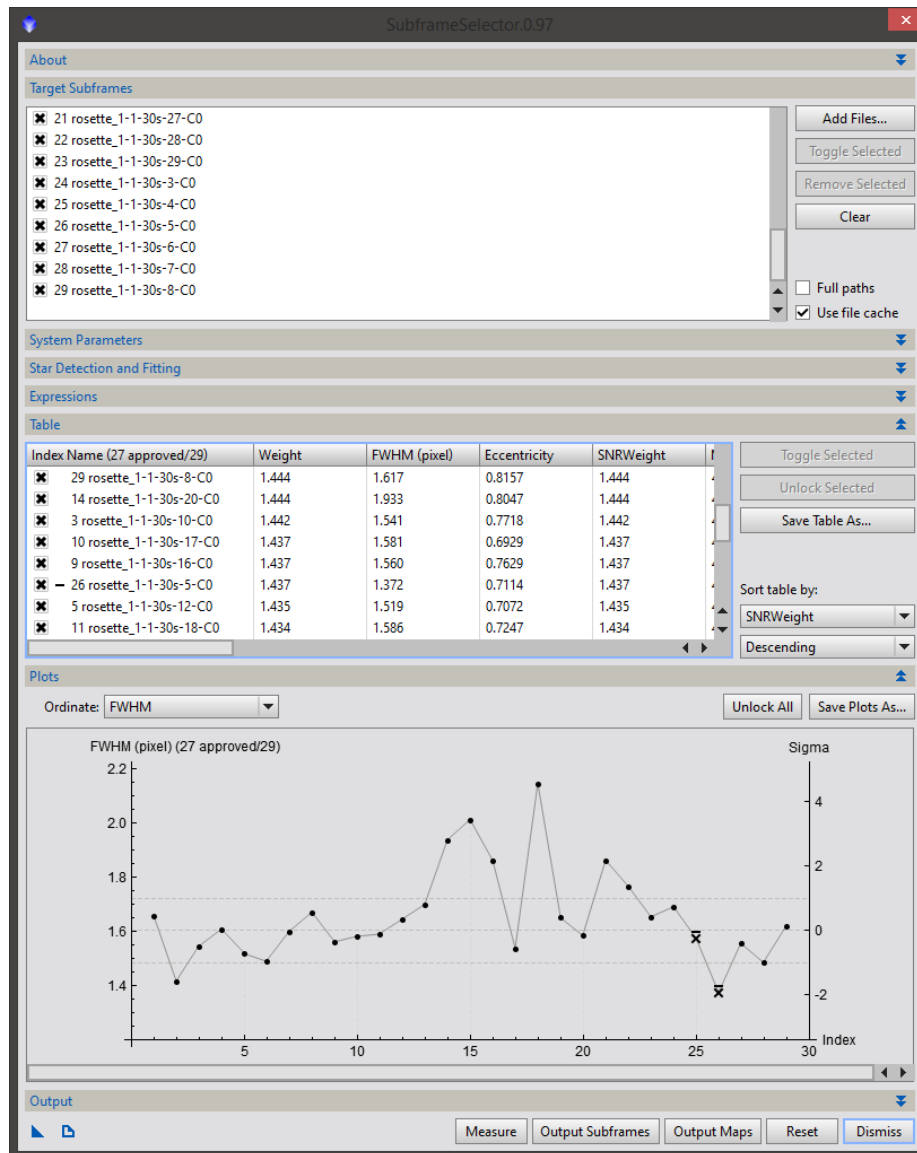 SubframeSelector.0.97
About
Target Subframes
21 rosette_1-1-30s-27-C0
22 rosette_1-1-30s-28-C0
23 rosette_1-1-30s-29-C0
24 rosette_1-1-30s-3-C0
25 rosette_1-1-30s-4-C0
26 rosette_1-1-30s-5-C0
27 rosette_1-1-30s-6-C0
28 rosette_1-1-30s-7-C0
29 rosette_1-1-30s-8-C0
Add Files...
Toggle Selected
Remove Selected
Clear
Full paths
Use file cache
System Parameters
Star Detection and Fitting
Expressions
Table
Index Name (27 approved/29) Weight FWHM (pixel) Eccentricity SNRWeight
29 rosette_1-1-30s-8-C0 1.444 1.617 0.8157 1.444
14 rosette_1-1-30s-20-C0 1.444 1.933 0.8047 1.444
3 rosette_1-1-30s-10-C0 1.442 1.541 0.7718 1.442
10 rosette_1-1-30s-17-C0 1.437 1.581 0.6929 1.437
9 rosette_1-1-30s-16-C0 1.437 1.560 0.7629 1.437
26 rosette_1-1-30s-5-C0 1.437 1.372 0.7114 1.437
5 rosette_1-1-30s-12-C0 1.435 1.519 0.7072 1.435
11 rosette_1-1-30s-18-C0 1.434 1.586 0.7247 1.434
Toggle Selected
Unlock Selected
Save Table As...
Sort table by:
SNRWeight
Descending
Plots
Ordinate: FWHM
Unlock All Save Plots As...
FWHM (pixel) (27 approved/29) Sigma
2.2
2.0
1.8
1.6
1.4
4
2
0
-2
5 10 15 20 25 30 Index
Output
Measure Output Subframes Output Maps Reset Dismiss